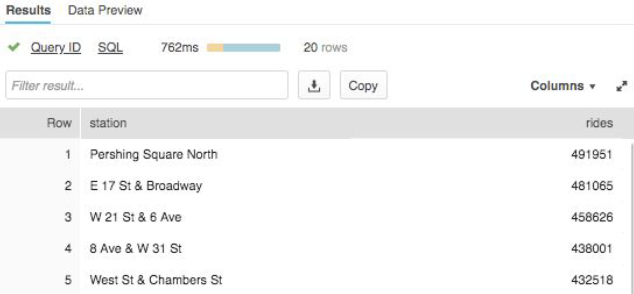 Results Data Preview
Query ID SQL 762ms 20 rows
Filter result... Copy Columns
Row station rides
1 Pershing Square North 491951
2 E 17 St & Broadway 481065
3 W 21 St & 6 Ave 458626
4 8 Ave & W 31 St 438001
5 West St & Chambers St 432518